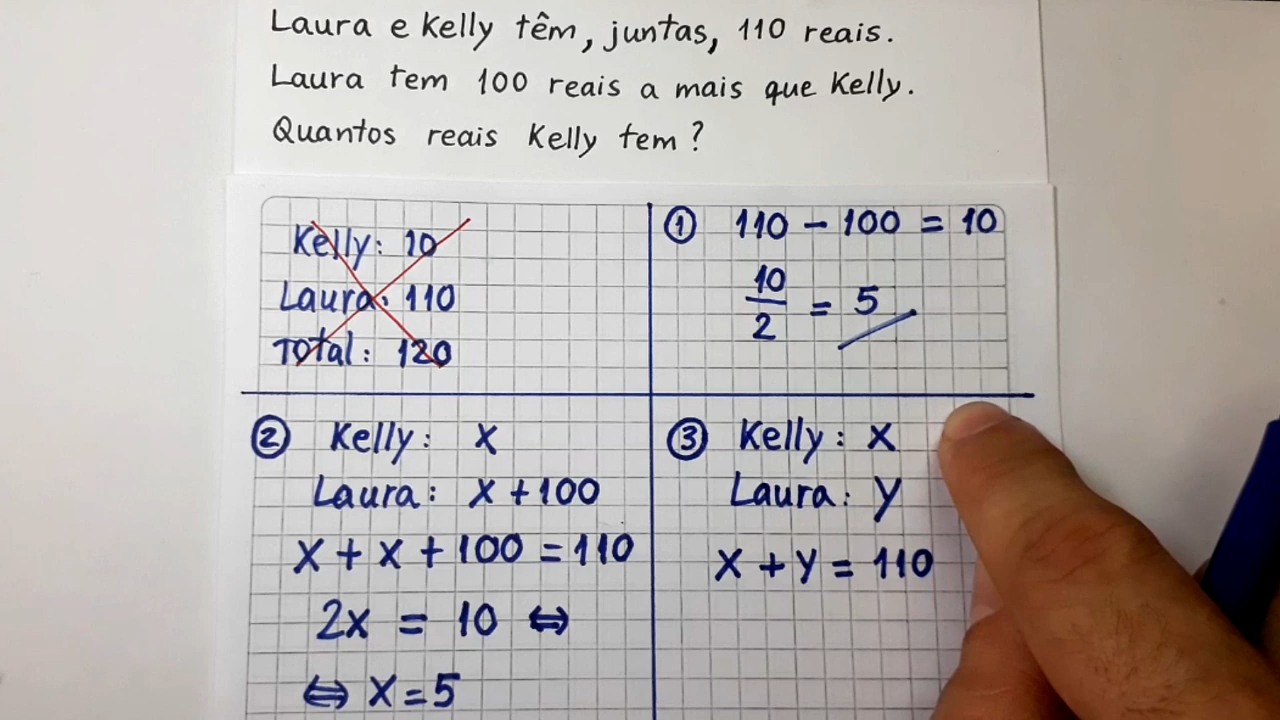 Laura e Kelly têm, juntas, 110 reais.
Laura tem 100 reais a mais que Kelly.
Quantos reais Kelly tem?
Kelly: 10
Laura: 110
Total: 120
① 110 - 100 = 10
10
2
= 5
② Kelly: x
Laura: x + 100
x + x + 100 = 110
2x = 10 ⇔
⇔ x = 5
③ Kelly: x
Laura: y
x + y = 110